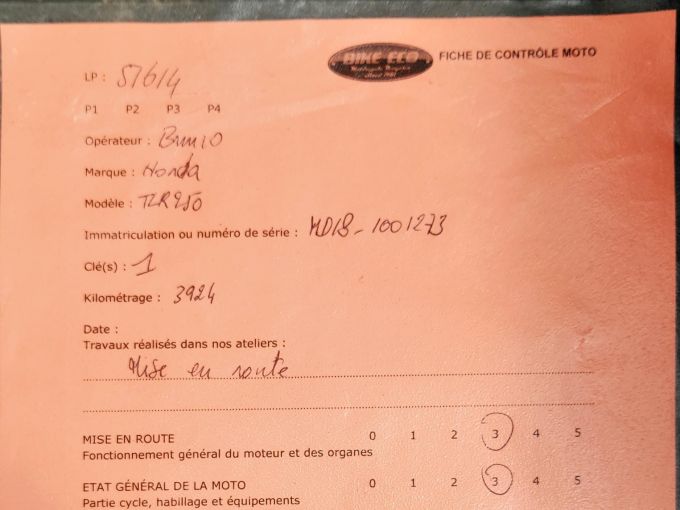 BIKE ECO
FICHE DE CONTRÔLE MOTO
LP : 51614
P1 P2 P3 P4
Opérateur : Bruno
Marque : Honda
Modèle : TLR250
Immatriculation ou numéro de série : MD18-1001273
Clé(s) : 1
Kilométrage : 3924
Date :
Travaux réalisés dans nos ateliers :
Mise en route
MISE EN ROUTE 0 1 2 3 4 5
Fonctionnement général du moteur et des organes
ETAT GÉNÉRAL DE LA MOTO 0 1 2 3 4 5
Partie cycle, habillage et équipements